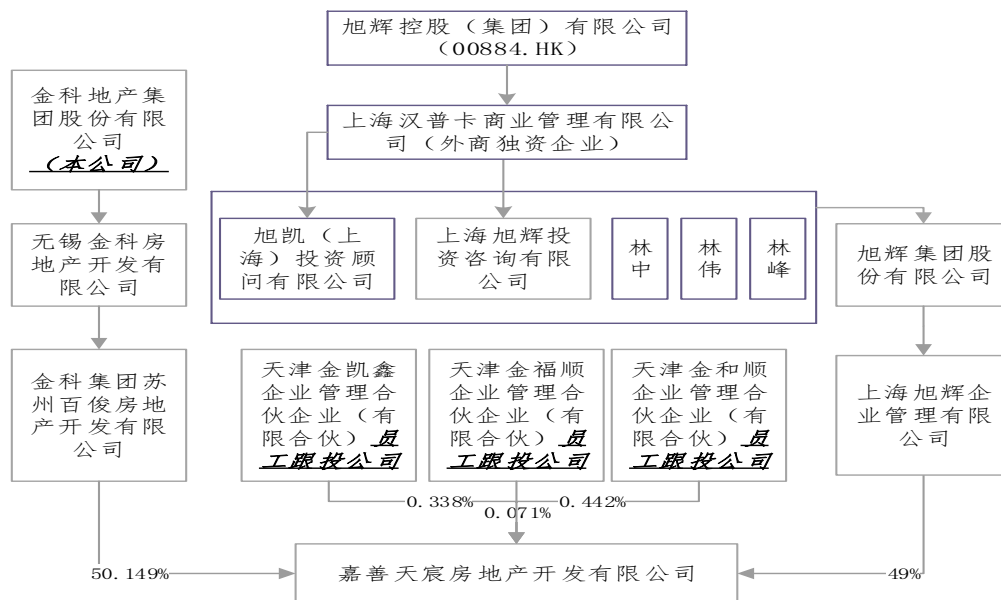 旭辉控股（集团）有限公司
（00884.HK）
金科地产集
团股份有限
公司
（本公司）
上海汉普卡商业管理有限公
司（外商独资企业）
无锡金科房
地产开发有
限公司
旭凯（上
海）投资顾
问有限公司
上海旭辉投
资咨询有限
公司
林
中
林
伟
林
峰
旭辉集团股
份有限公司
金科集团苏
州百俊房地
产开发有限
公司
天津金凯鑫
企业管理合
伙企业（有
限合伙）员
工跟投公司
天津金福顺
企业管理合
伙企业（有
限合伙）员
工跟投公司
天津金和顺
企业管理合
伙企业（有
限合伙）员
工跟投公司
上海旭辉企
业管理有限
公司
0.338%
0.071%
0.442%
50.149%
嘉善天宸房地产开发有限公司
49%